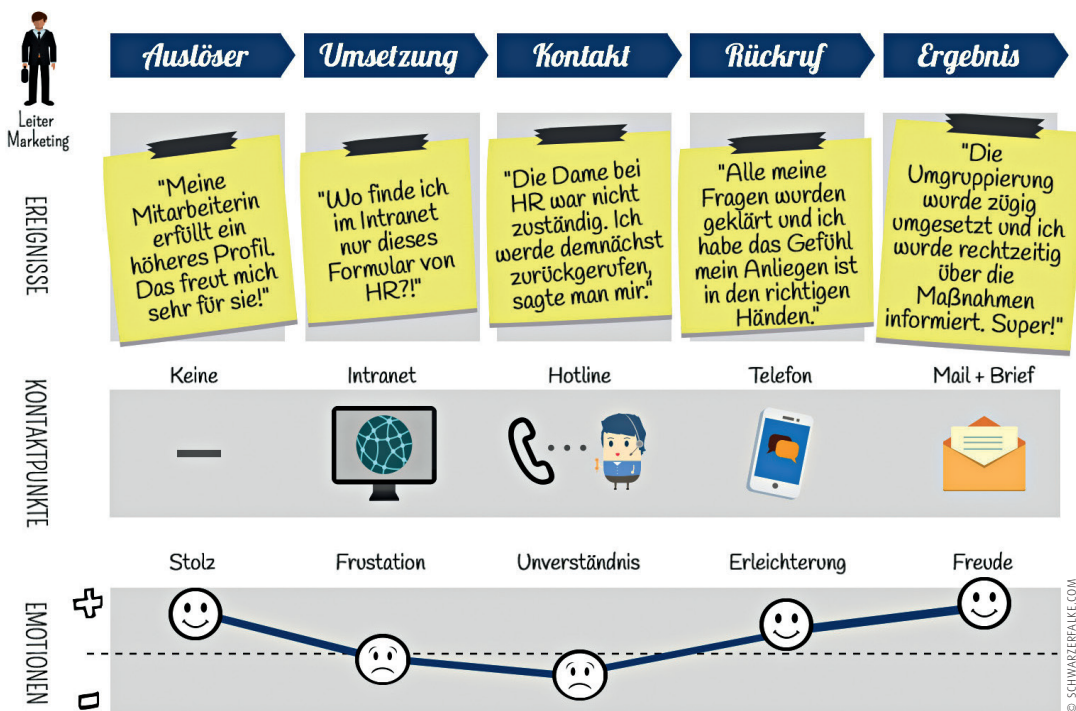 Leiter
Marketing
Auslöser
Umsetzung
Kontakt
Rückruf
Ergebnis
EREIGNISSE
"Meine
Mitarbeiterin
erfüllt ein
höheres Profil.
Das freut mich
sehr für sie!"
"Wo finde ich
im Intranet
nur dieses
Formular von
HR?!"
"Die Dame bei
HR war nicht
zuständig. Ich
werde demnächst
zurückgerufen,
sagte man mir."
"Alle meine
Fragen wurden
geklärt und ich
habe das Gefühl
mein Anliegen ist
in den richtigen
Händen."
"Die
Umgruppierung
wurde zügig
umgesetzt und ich
wurde rechtzeitig
über die
Maßnahmen
informiert. Super!"
KONTAKTPUNKTE
Keine
Intranet
Hotline
Telefon
Mail + Brief
EMOTIONEN
Stolz
Frustation
Unverständnis
Erleichterung
Freude
© SCHWARZERFALKE.COM